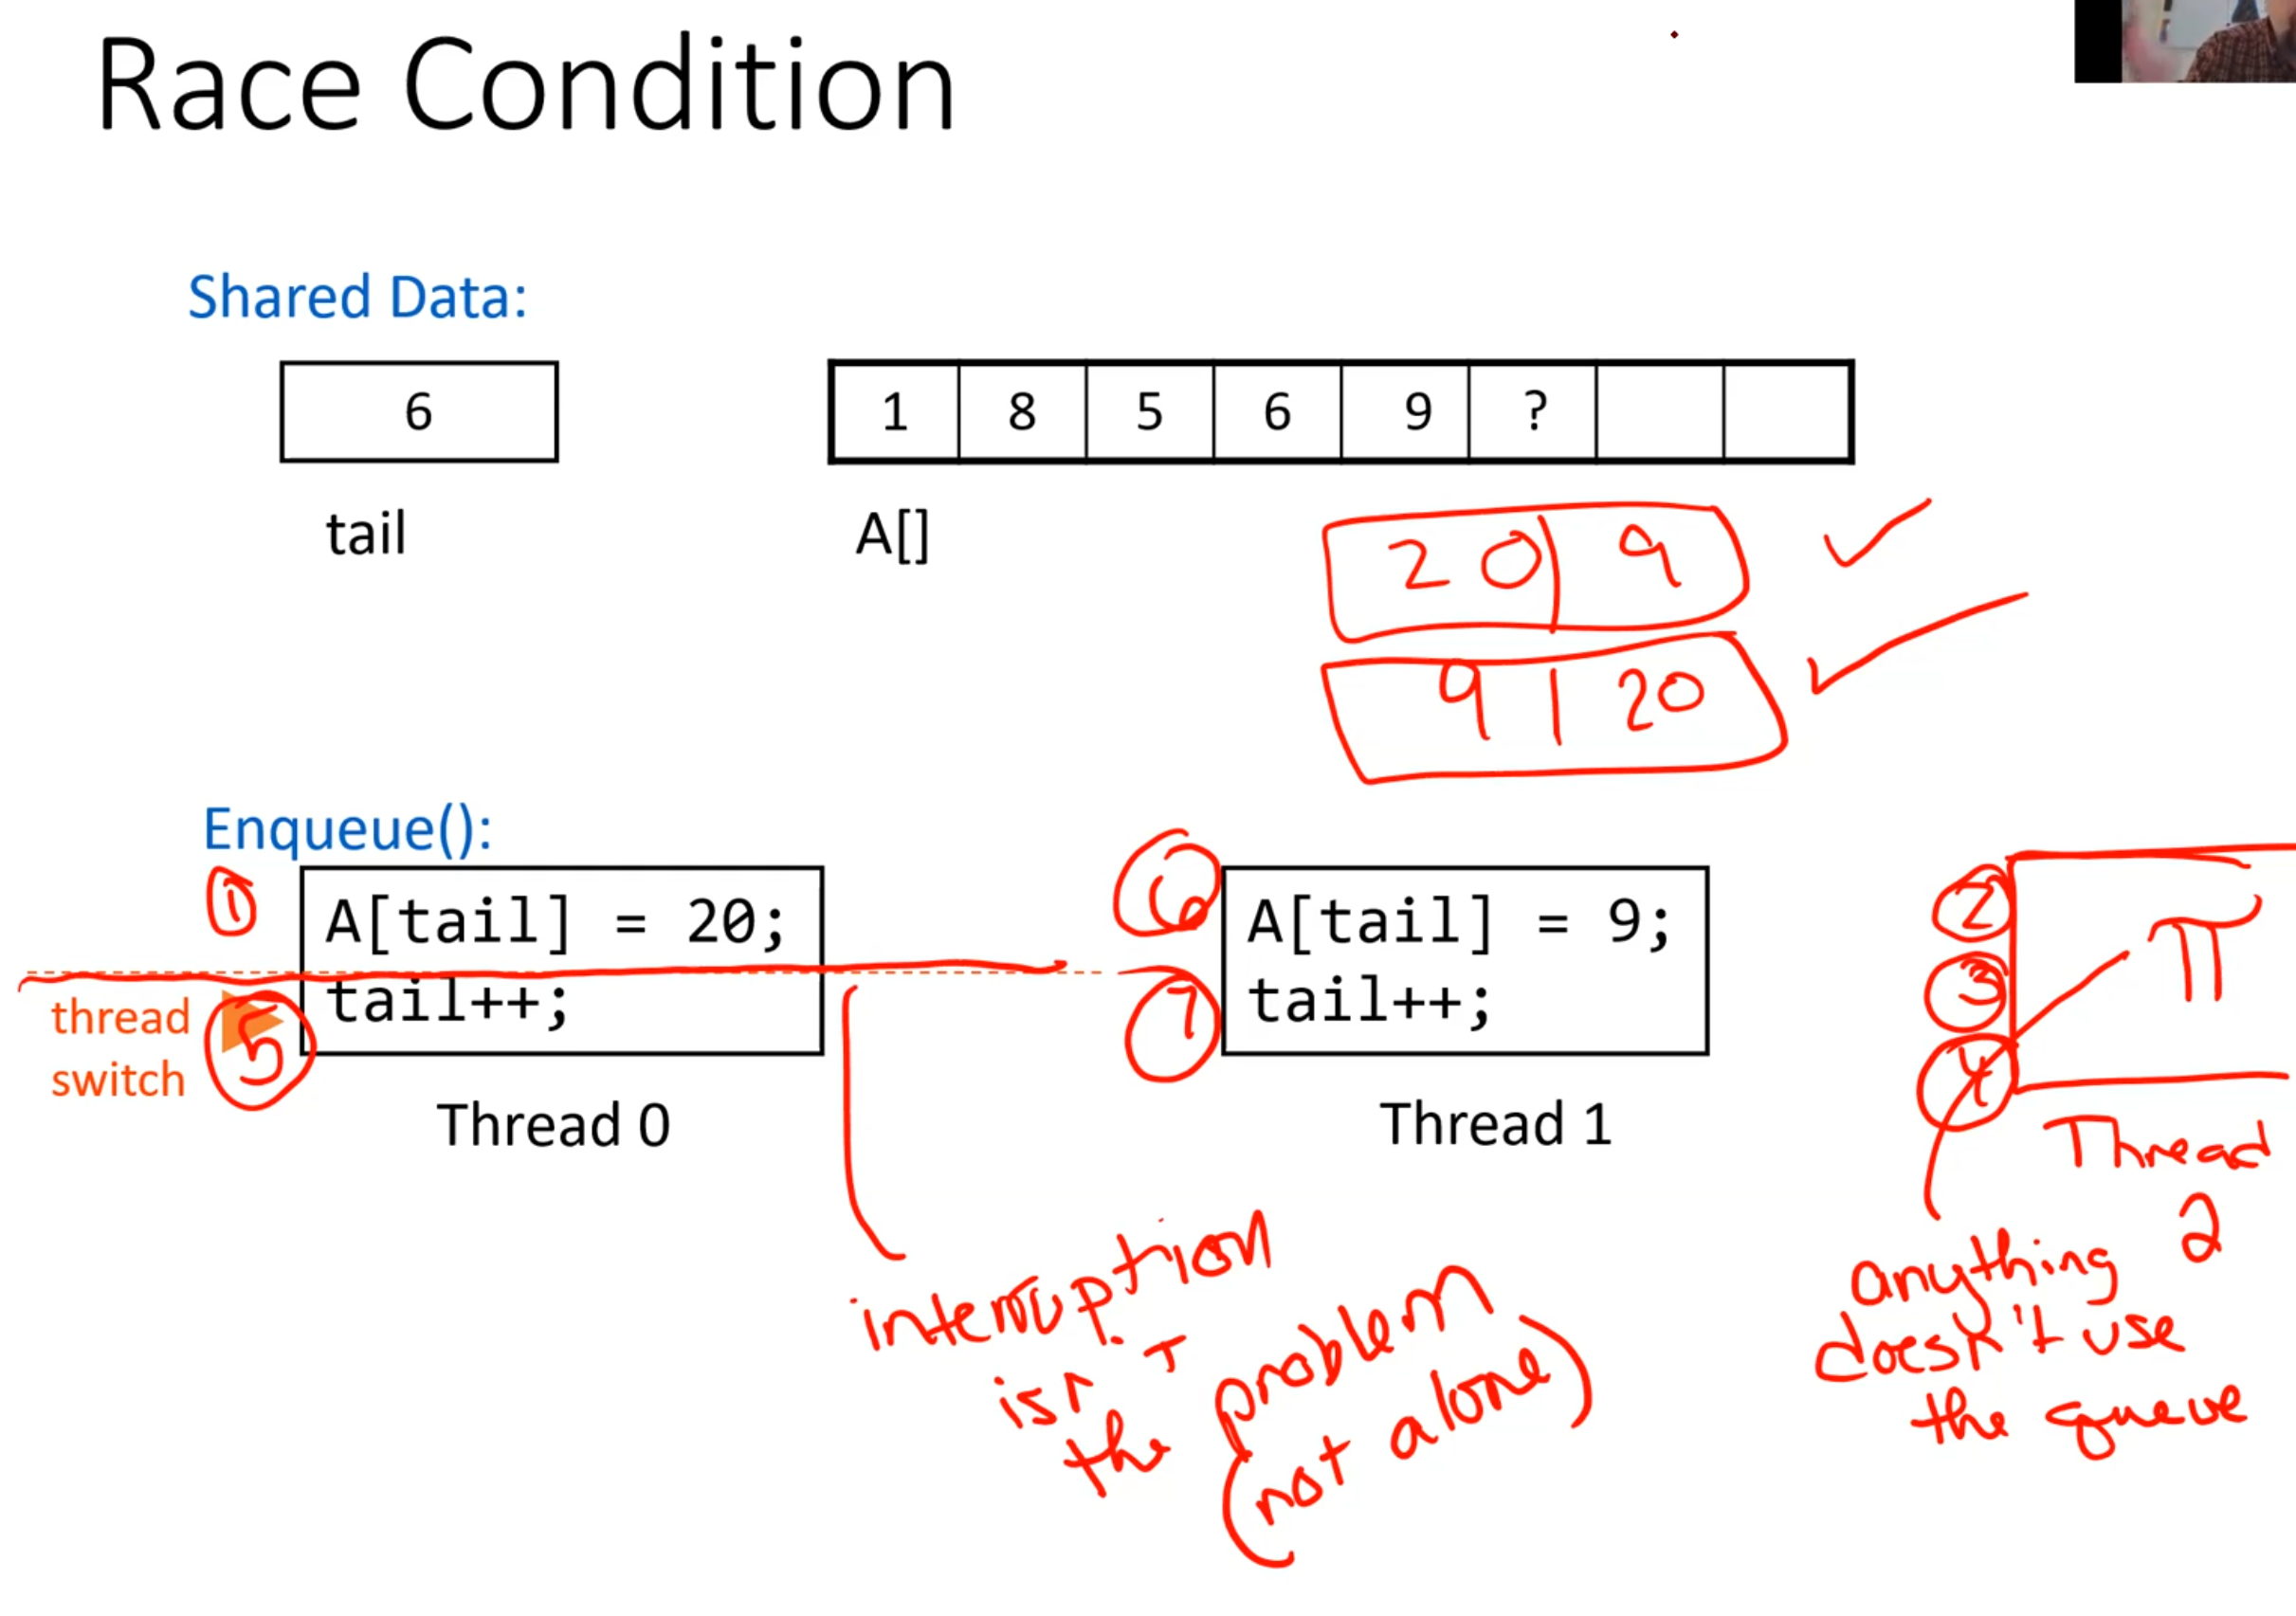 Race Condition
Shared Data:
6
1 8 5 6 9 ?
tail
A[]
20 | 9
9 | 20
Enqueue():
1
A[tail] = 20;
6
A[tail] = 9;
2
π
thread
switch
5
tail++;
7
tail++;
3
4
Thread 0
Thread 1
Thread
2
interruption
isn't
the problem
(not alone)
anything
doesn't use
the queue